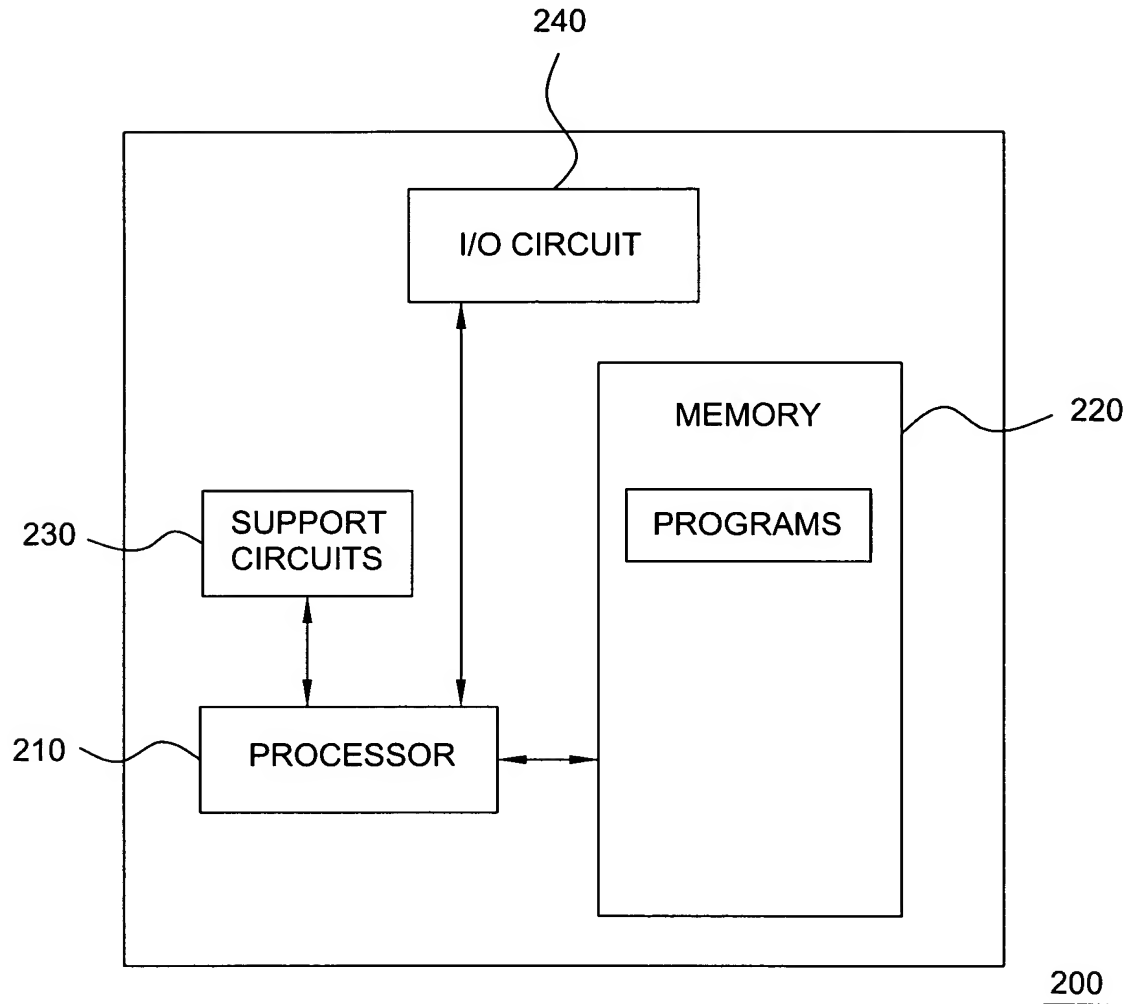 240
I/O CIRCUIT
MEMORY
220
PROGRAMS
230
SUPPORT
CIRCUITS
210
PROCESSOR
200